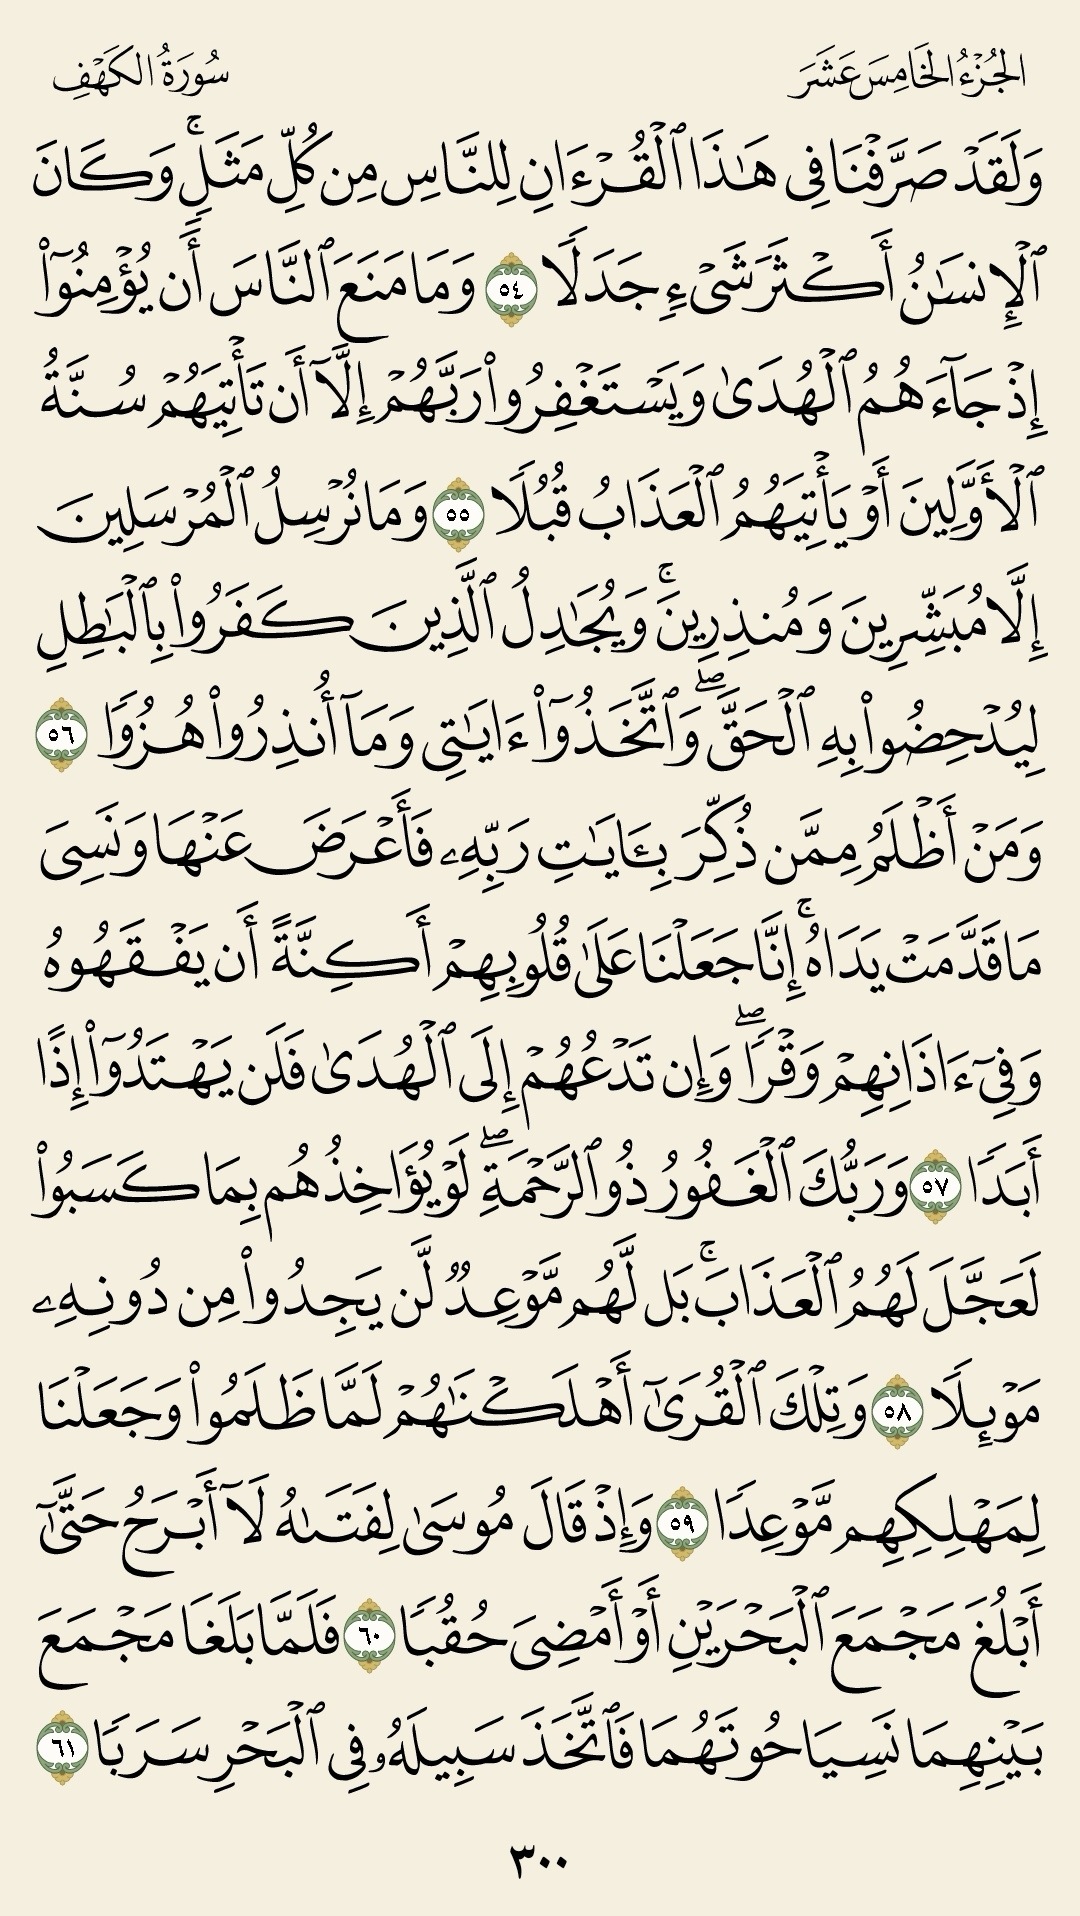 الجُزْءُ الخَامِسَ عَشَرَ
سُورَةُ الكَهْفِ
وَلَقَدْ صَرَّفْنَا فِى هَـٰذَا ٱلْقُرْءَانِ لِلنَّاسِ مِن كُلِّ مَثَلٍۚ وَكَانَ
ٱلْإِنسَـٰنُ أَكْثَرَ شَىْءٍ جَدَلًا ٥٤ وَمَا مَنَعَ ٱلنَّاسَ أَن يُؤْمِنُوٓا۟
إِذْ جَآءَهُمُ ٱلْهُدَىٰ وَيَسْتَغْفِرُوا۟ رَبَّهُمْ إِلَّآ أَن تَأْتِيَهُمْ سُنَّةُ
ٱلْأَوَّلِينَ أَوْ يَأْتِيَهُمُ ٱلْعَذَابُ قُبُلًا ٥٥ وَمَا نُرْسِلُ ٱلْمُرْسَلِينَ
إِلَّا مُبَشِّرِينَ وَمُنذِرِينَۚ وَيُجَـٰدِلُ ٱلَّذِينَ كَفَرُوا۟ بِٱلْبَـٰطِلِ
لِيُدْحِضُوا۟ بِهِ ٱلْحَقَّۖ وَٱتَّخَذُوٓا۟ ءَايَـٰتِى وَمَآ أُنذِرُوا۟ هُزُوًا ٥٦
وَمَنْ أَظْلَمُ مِمَّن ذُكِّرَ بِـَٔايَـٰتِ رَبِّهِۦ فَأَعْرَضَ عَنْهَا وَنَسِىَ
مَا قَدَّمَتْ يَدَاهُۚ إِنَّا جَعَلْنَا عَلَىٰ قُلُوبِهِمْ أَكِنَّةً أَن يَفْقَهُوهُ
وَفِىٓ ءَاذَانِهِمْ وَقْرًاۖ وَإِن تَدْعُهُمْ إِلَى ٱلْهُدَىٰ فَلَن يَهْتَدُوٓا۟ إِذًا
أَبَدًا ٥٧ وَرَبُّكَ ٱلْغَفُورُ ذُو ٱلرَّحْمَةِۖ لَوْ يُؤَاخِذُهُم بِمَا كَسَبُوا۟
لَعَجَّلَ لَهُمُ ٱلْعَذَابَۚ بَل لَّهُم مَّوْعِدٌ لَّن يَجِدُوا۟ مِن دُونِهِۦ
مَوْئِلًا ٥٨ وَتِلْكَ ٱلْقُرَىٰٓ أَهْلَكْنَـٰهُمْ لَمَّا ظَلَمُوا۟ وَجَعَلْنَا
لِمَهْلِكِهِم مَّوْعِدًا ٥٩ وَإِذْ قَالَ مُوسَىٰ لِفَتَىٰهُ لَآ أَبْرَحُ حَتَّىٰٓ
أَبْلُغَ مَجْمَعَ ٱلْبَحْرَيْنِ أَوْ أَمْضِىَ حُقُبًا ٦٠ فَلَمَّا بَلَغَا مَجْمَعَ
بَيْنِهِمَا نَسِيَا حُوتَهُمَا فَٱتَّخَذَ سَبِيلَهُۥ فِى ٱلْبَحْرِ سَرَبًا ٦١
٣٠٠